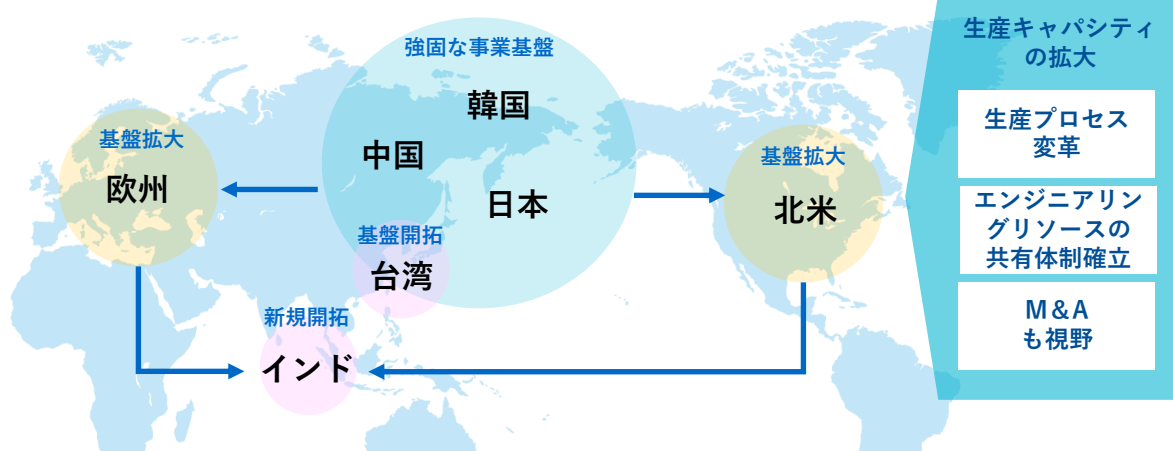 強固な事業基盤
韓国
中国
日本
基盤拡大
欧州
基盤開拓
台湾
新規開拓
インド
基盤拡大
北米
生産キャパシティ
の拡大
生産プロセス
変革
エンジニアリン
グリソースの
共有体制確立
M&A
も視野